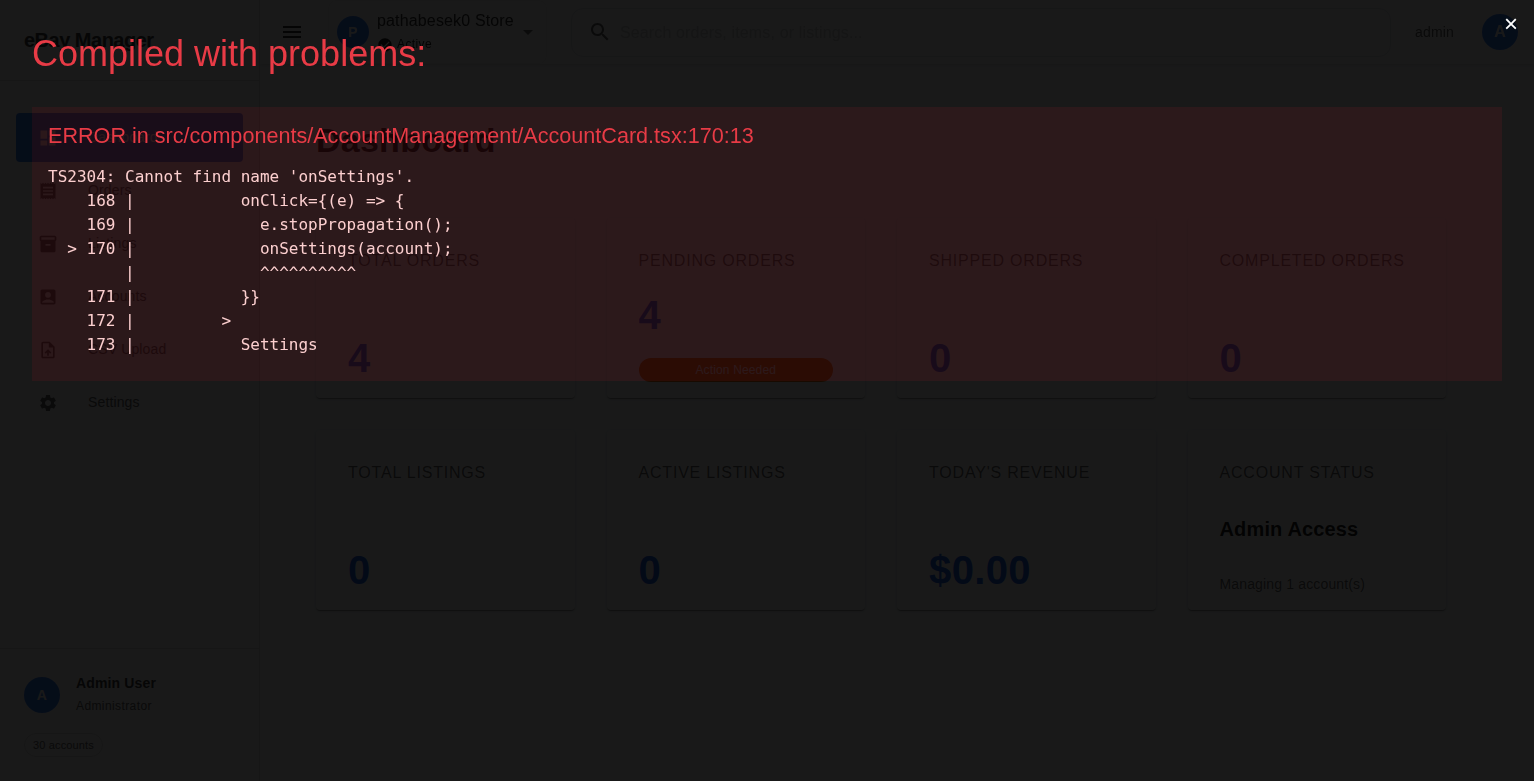 eBay Manager
P
pathabesek0 Store
Active
Search orders, items, or listings...
admin
A
×
Compiled with problems:
ERROR in src/components/AccountManagement/AccountCard.tsx:170:13
Dashboard
TS2304: Cannot find name 'onSettings'.
168 | onClick={(e) => {
169 | e.stopPropagation();
> 170 | onSettings(account);
| ^^^^^^^^^^
171 | }}
172 | >
173 | Settings
Orders
Upload
Settings
TOTAL ORDERS
4
PENDING ORDERS
4
Action Needed
SHIPPED ORDERS
0
COMPLETED ORDERS
0
TOTAL LISTINGS
0
ACTIVE LISTINGS
0
TODAY'S REVENUE
$0.00
ACCOUNT STATUS
Admin Access
Managing 1 account(s)
A
Admin User
Administrator
30 accounts